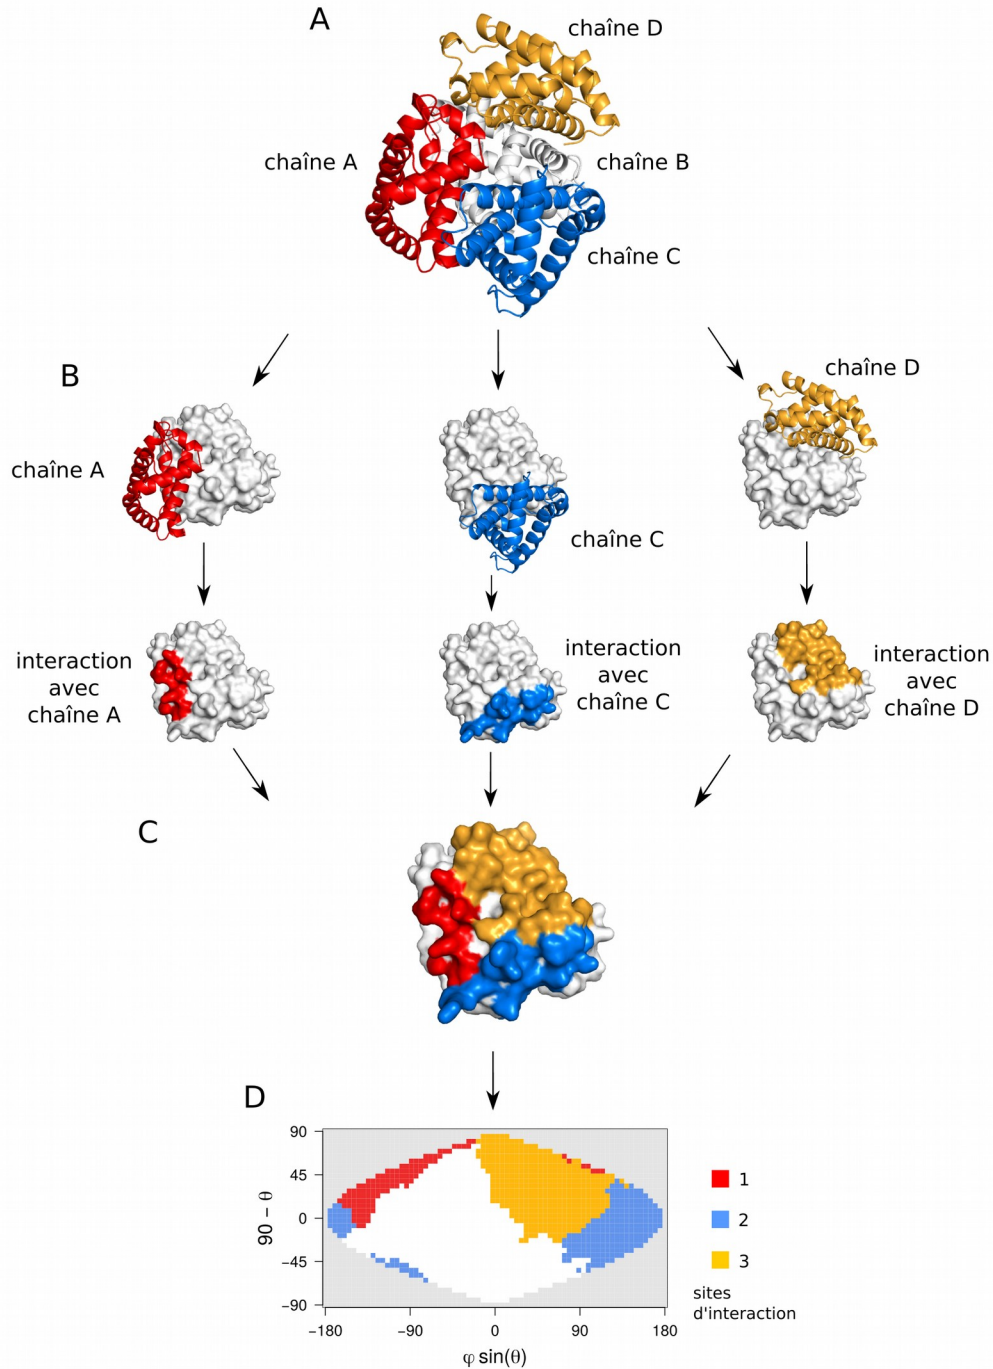 A
chaîne D
chaîne A
chaîne B
chaîne C
B
chaîne D
chaîne A
chaîne C
interaction
avec
chaîne A
interaction
avec
chaîne C
interaction
avec
chaîne D
C
D
90
45
0
−45
−90
90 − θ
−180
−90
0
90
180
φ sin(θ)
1
2
3
sites
d'interaction